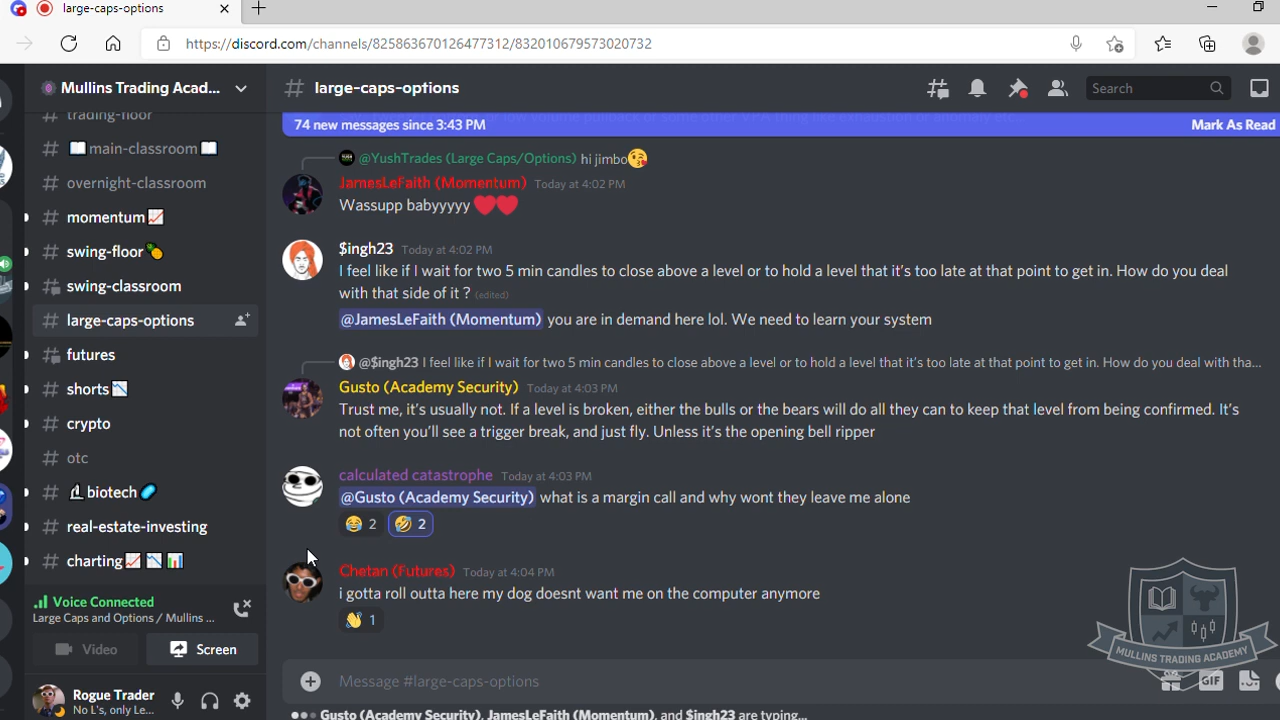 large-caps-options
https://discord.com/channels/825863670126477312/832010679573020732
Mullins Trading Acad...
large-caps-options
Search
trading-floor
main-classroom
overnight-classroom
momentum
swing-floor
swing-classroom
large-caps-options
futures
shorts
crypto
otc
biotech
real-estate-investing
charting
Voice Connected
Large Caps and Options / Mullins ...
Video
Screen
Rogue Trader
No L's, only Le...
74 new messages since 3:43 PM
Mark As Read
@YushTrades (Large Caps/Options) hi jimbo😘
JamesLeFaith (Momentum) Today at 4:02 PM
Wassupp babyyyyy ❤❤
$ingh23 Today at 4:02 PM
I feel like if I wait for two 5 min candles to close above a level or to hold a level that it's too late at that point to get in. How do you deal
with that side of it ? (edited)
@JamesLeFaith (Momentum) you are in demand here lol. We need to learn your system
@$ingh23 I feel like if I wait for two 5 min candles to close above a level or to hold a level that it's too late at that point to get in. How do you deal with tha...
Gusto (Academy Security) Today at 4:03 PM
Trust me, it's usually not. If a level is broken, either the bulls or the bears will do all they can to keep that level from being confirmed. It's
not often you'll see a trigger break, and just fly. Unless it's the opening bell ripper
calculated catastrophe Today at 4:03 PM
@Gusto (Academy Security) what is a margin call and why wont they leave me alone
😂 2 🤣 2
Chetan (Futures) Today at 4:04 PM
i gotta roll outta here my dog doesnt want me on the computer anymore
👋 1
Message #large-caps-options
GIF
Gusto (Academy Security), JamesLeFaith (Momentum), and $ingh23 are typing...
MULLINS TRADING ACADEMY